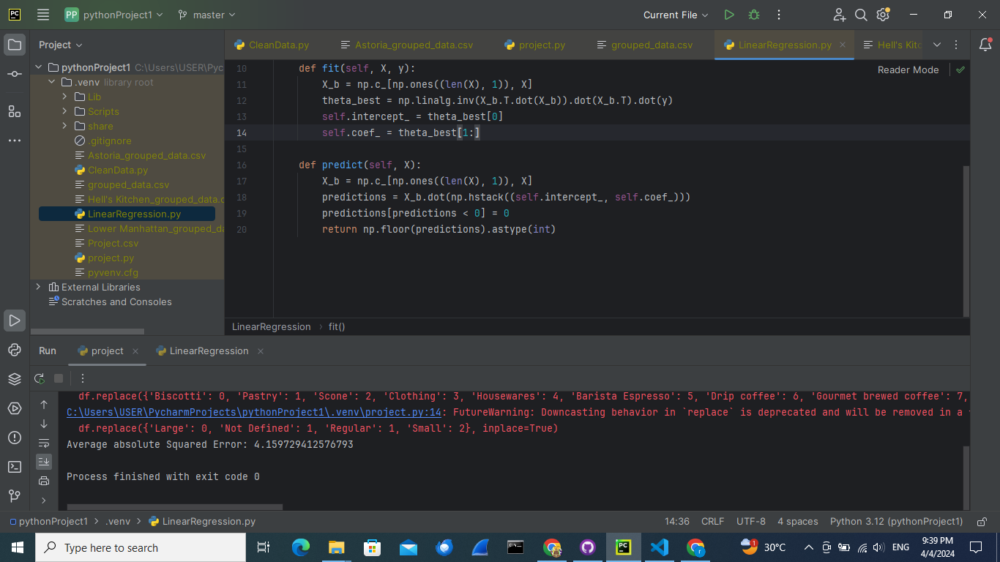 PC
PP pythonProject1
master
Current File
Project
CleanData.py
Astoria_grouped_data.csv
project.py
grouped_data.csv
LinearRegression.py
Hell's Kitc
pythonProject1 C:\Users\USER\Pyc
.venv library root
Lib
Scripts
share
.gitignore
Astoria_grouped_data.csv
CleanData.py
grouped_data.csv
Hell's Kitchen_grouped_data.c
LinearRegression.py
Lower Manhattan_grouped_da
Project.csv
project.py
pyvenv.cfg
External Libraries
Scratches and Consoles
Reader Mode
10 def fit(self, X, y):
11 X_b = np.c_[np.ones((len(X), 1)), X]
12 theta_best = np.linalg.inv(X_b.T.dot(X_b)).dot(X_b.T).dot(y)
13 self.intercept_ = theta_best[0]
14 self.coef_ = theta_best[1:]
15
16 def predict(self, X):
17 X_b = np.c_[np.ones((len(X), 1)), X]
18 predictions = X_b.dot(np.hstack((self.intercept_, self.coef_)))
19 predictions[predictions < 0] = 0
20 return np.floor(predictions).astype(int)
LinearRegression › fit()
Run
project
LinearRegression
df.replace({'Biscotti': 0, 'Pastry': 1, 'Scone': 2, 'Clothing': 3, 'Housewares': 4, 'Barista Espresso': 5, 'Drip coffee': 6, 'Gourmet brewed coffee': 7,
C:\Users\USER\PycharmProjects\pythonProject1\.venv\project.py:14: FutureWarning: Downcasting behavior in `replace` is deprecated and will be removed in a
df.replace({'Large': 0, 'Not Defined': 1, 'Regular': 1, 'Small': 2}, inplace=True)
Average absolute Squared Error: 4.159729412576793
Process finished with exit code 0
pythonProject1 › .venv › LinearRegression.py
14:36 CRLF UTF-8 4 spaces Python 3.12 (pythonProject1)
Type here to search
PC
30°C
ENG
9:39 PM
4/4/2024